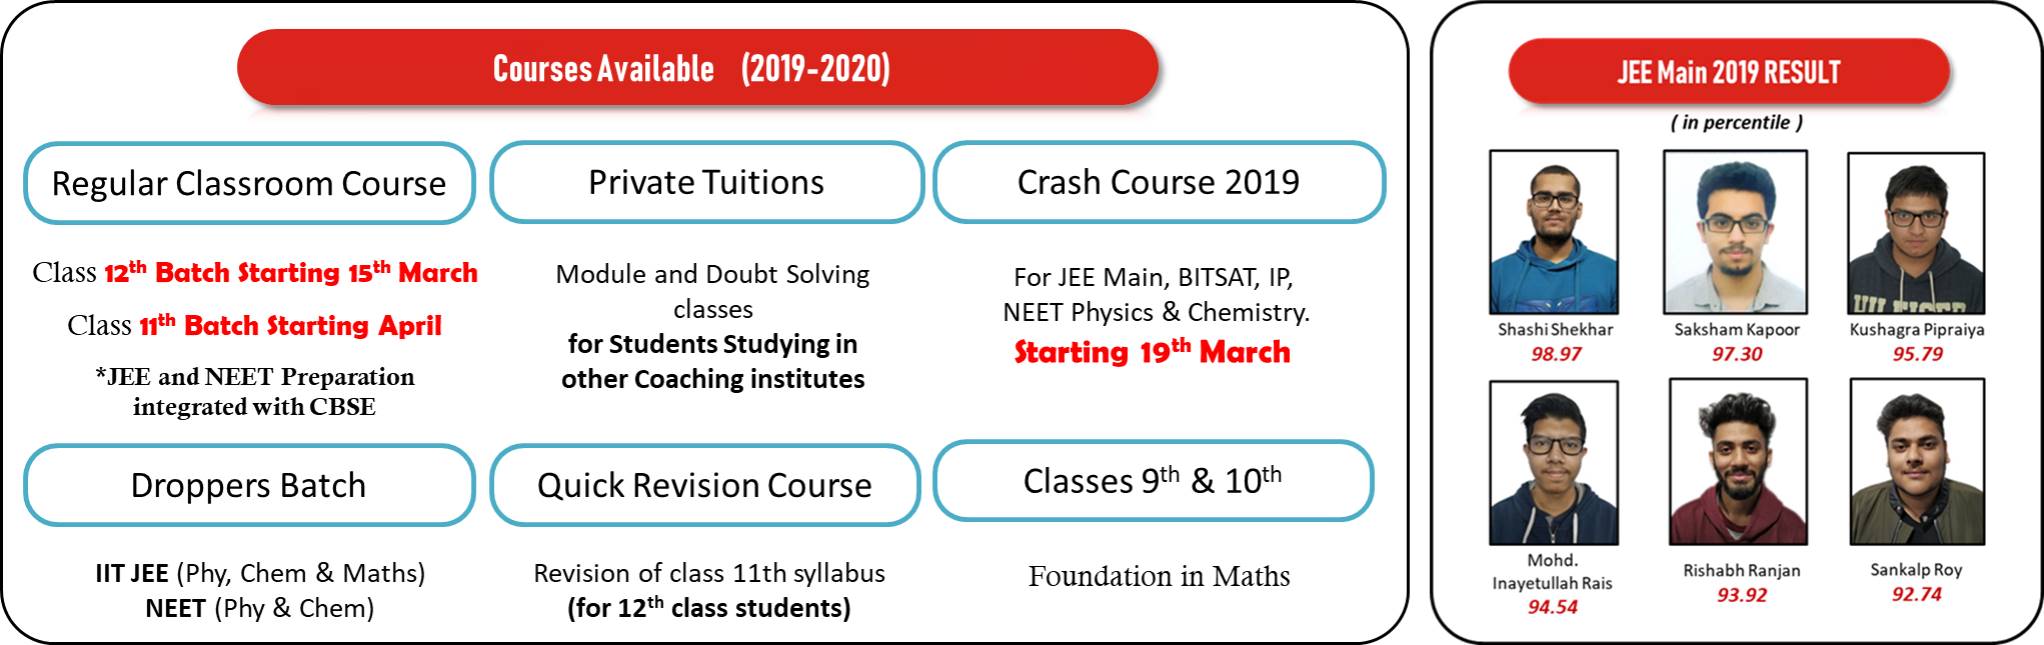 Courses Available (2019-2020)
Regular Classroom Course
Class 12th Batch Starting 15th March
Class 11th Batch Starting April
*JEE and NEET Preparation
integrated with CBSE
Private Tuitions
Module and Doubt Solving
classes
for Students Studying in
other Coaching institutes
Crash Course 2019
For JEE Main, BITSAT, IP,
NEET Physics & Chemistry.
Starting 19th March
Droppers Batch
IIT JEE (Phy, Chem & Maths)
NEET (Phy & Chem)
Quick Revision Course
Revision of class 11th syllabus
(for 12th class students)
Classes 9th & 10th
Foundation in Maths
JEE Main 2019 RESULT
( in percentile )
Shashi Shekhar
98.97
Saksham Kapoor
97.30
Kushagra Pipraiya
95.79
Mohd.
Inayetullah Rais
94.54
Rishabh Ranjan
93.92
Sankalp Roy
92.74